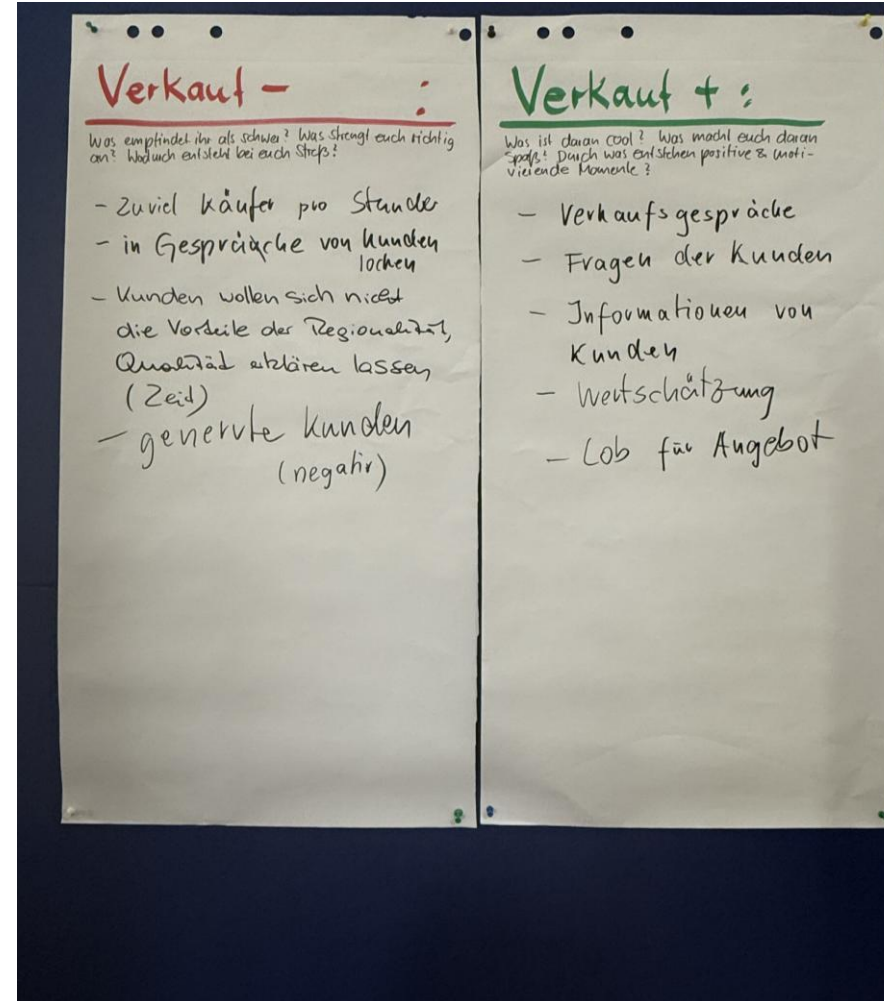 Verkauf - :
Was empfindet ihr als schwer? Was strengt euch richtig
an? Wodurch entsteht bei euch Streß?
- zuviel Käufer pro Stunde
- in Gespräche von Kunden
locken
- Kunden wollen sich nicht
die Vorteile der Regionalität,
Qualität erklären lassen
(Zeit)
- genervte Kunden
(negativ)
Verkauf + :
Was ist daran cool? Was macht euch daran
Spaß? Durch was entstehen positive & moti-
vierende Momente?
- Verkaufsgespräche
- Fragen der Kunden
- Informationen von
Kunden
- Wertschätzung
- Lob für Angebot